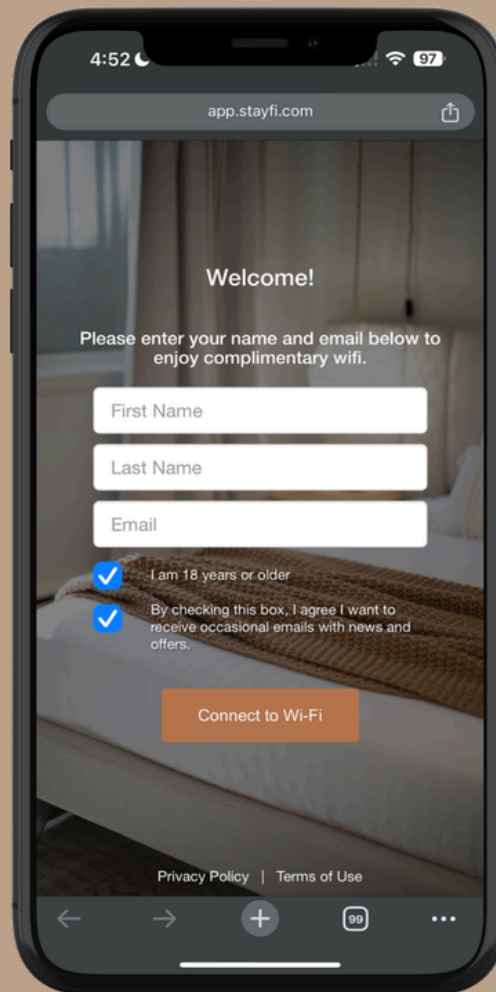 4:52
97
app.stayfi.com
Welcome!
Please enter your name and email below to
enjoy complimentary wifi.
First Name
Last Name
Email
I am 18 years or older
By checking this box, I agree I want to
receive occasional emails with news and
offers.
Connect to Wi-Fi
Privacy Policy | Terms of Use
99